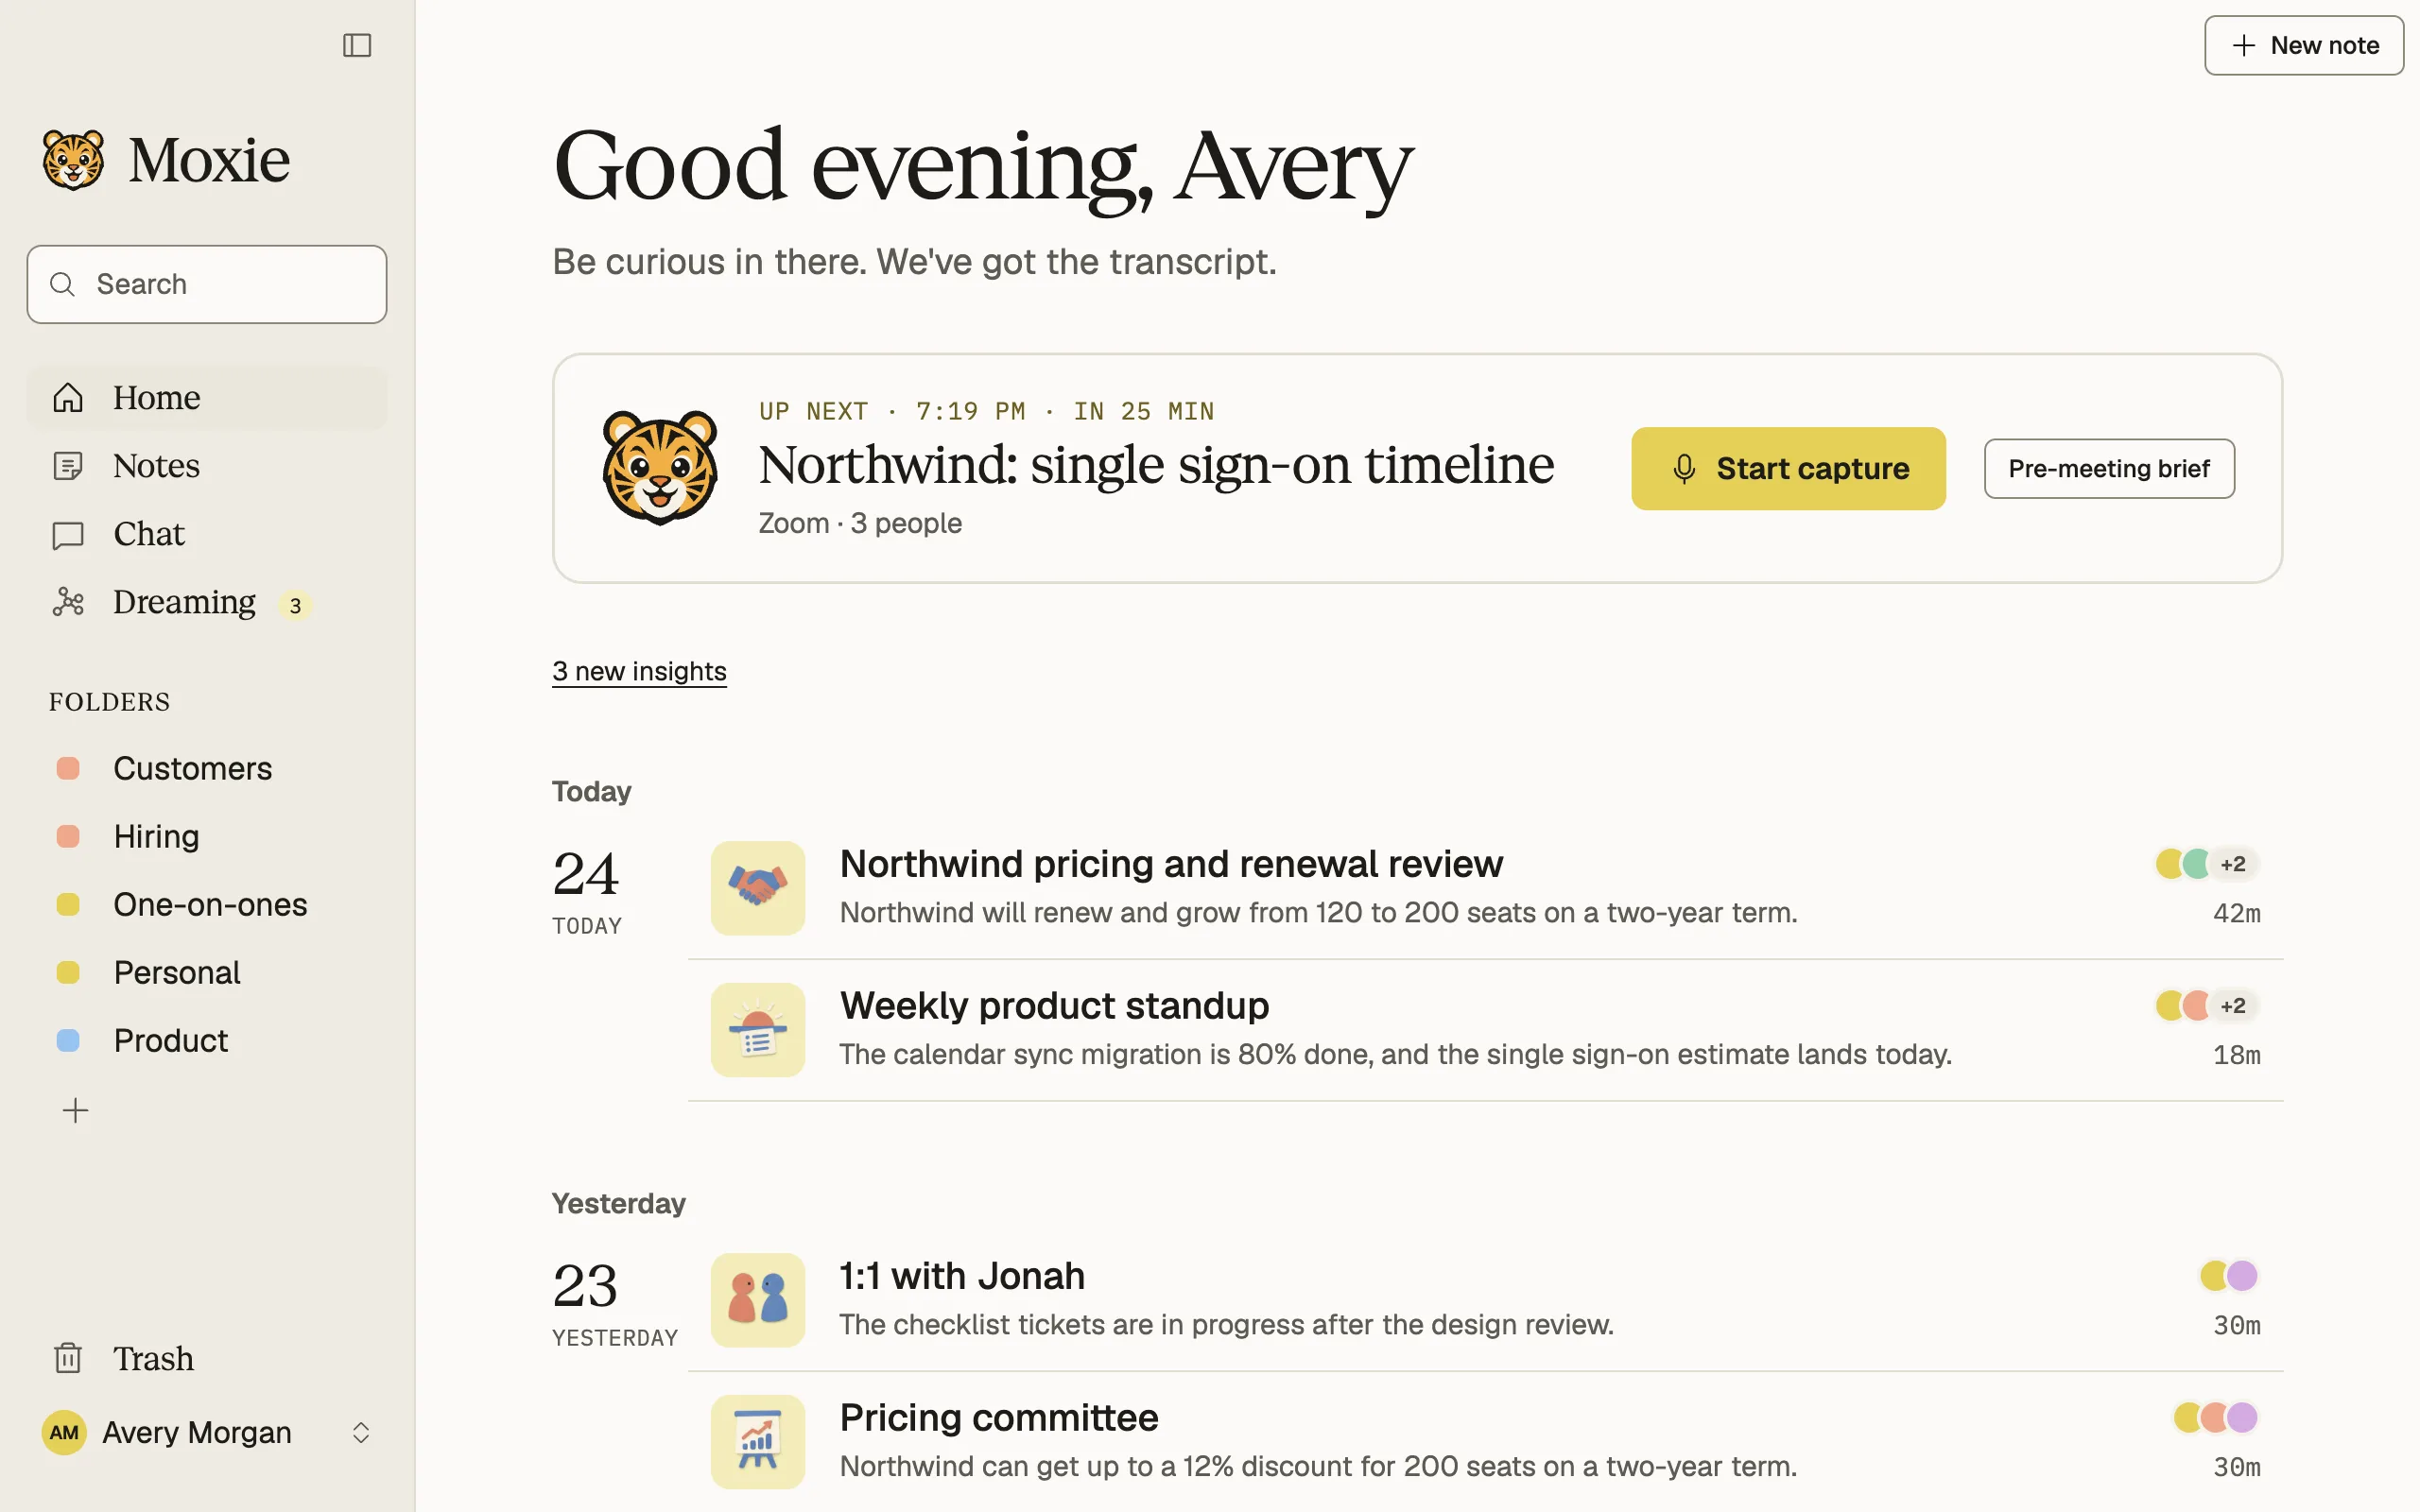 New note
Moxie
Search
Home
Notes
Chat
Dreaming 3
FOLDERS
Customers
Hiring
One-on-ones
Personal
Product
Trash
AM Avery Morgan
Good evening, Avery
Be curious in there. We've got the transcript.
UP NEXT · 7:19 PM · IN 25 MIN
Northwind: single sign-on timeline
Zoom · 3 people
Start capture
Pre-meeting brief
3 new insights
Today
24
TODAY
Northwind pricing and renewal review
Northwind will renew and grow from 120 to 200 seats on a two-year term.
+2
42m
Weekly product standup
The calendar sync migration is 80% done, and the single sign-on estimate lands today.
+2
18m
Yesterday
23
YESTERDAY
1:1 with Jonah
The checklist tickets are in progress after the design review.
30m
Pricing committee
Northwind can get up to a 12% discount for 200 seats on a two-year term.
30m